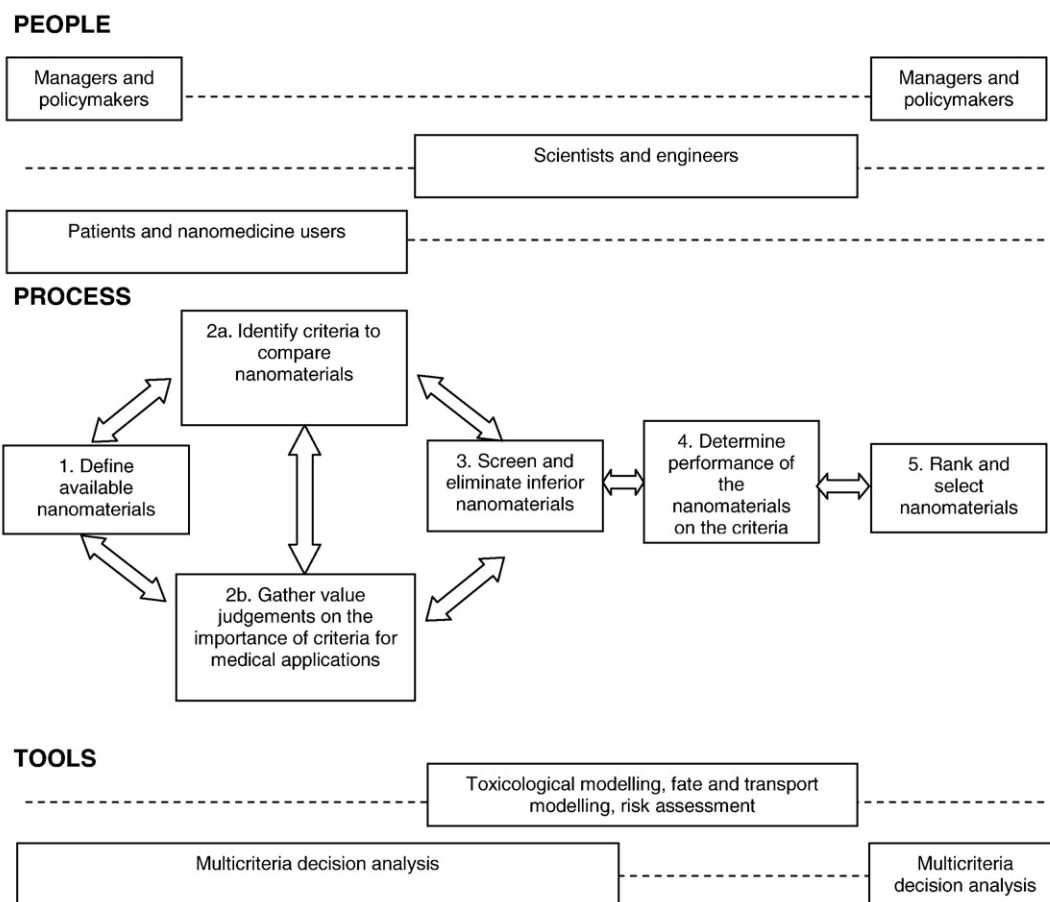 PEOPLE
Managers and
policymakers
Managers and
policymakers
Scientists and engineers
Patients and nanomedicine users
PROCESS
2a. Identify criteria to
compare
nanomaterials
1. Define
available
nanomaterials
3. Screen and
eliminate inferior
nanomaterials
4. Determine
performance of
the
nanomaterials
on the criteria
5. Rank and
select
nanomaterials
2b. Gather value
judgements on the
importance of criteria for
medical applications
TOOLS
Toxicological modelling, fate and transport
modelling, risk assessment
Multicriteria decision analysis
Multicriteria
decision analysis